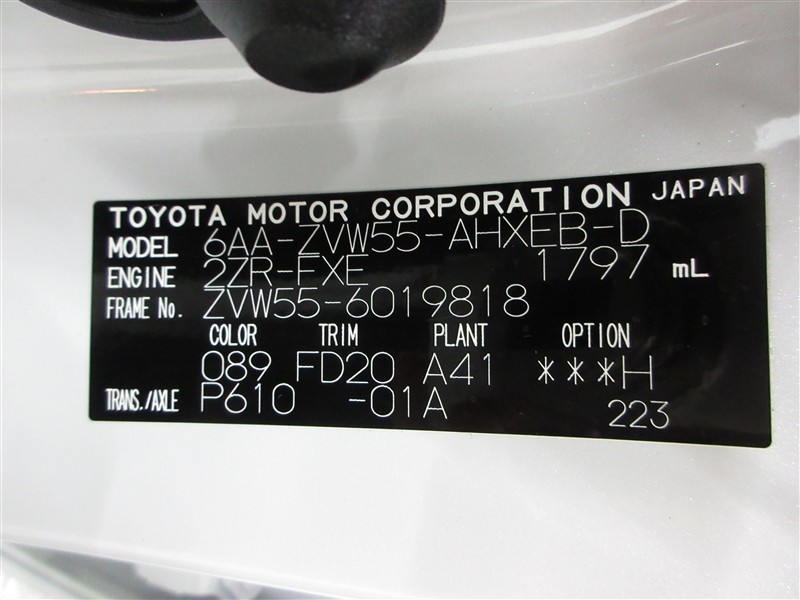 TOYOTA MOTOR CORPORATION JAPAN
MODEL 6AA-ZVW55-AHXEB-D
ENGINE 2ZR-FXE 1797 mL
FRAME No. ZVW55-6019818
COLOR TRIM PLANT OPTION
089 FD20 A41 ***H
TRANS./AXLE P610 -01A 223